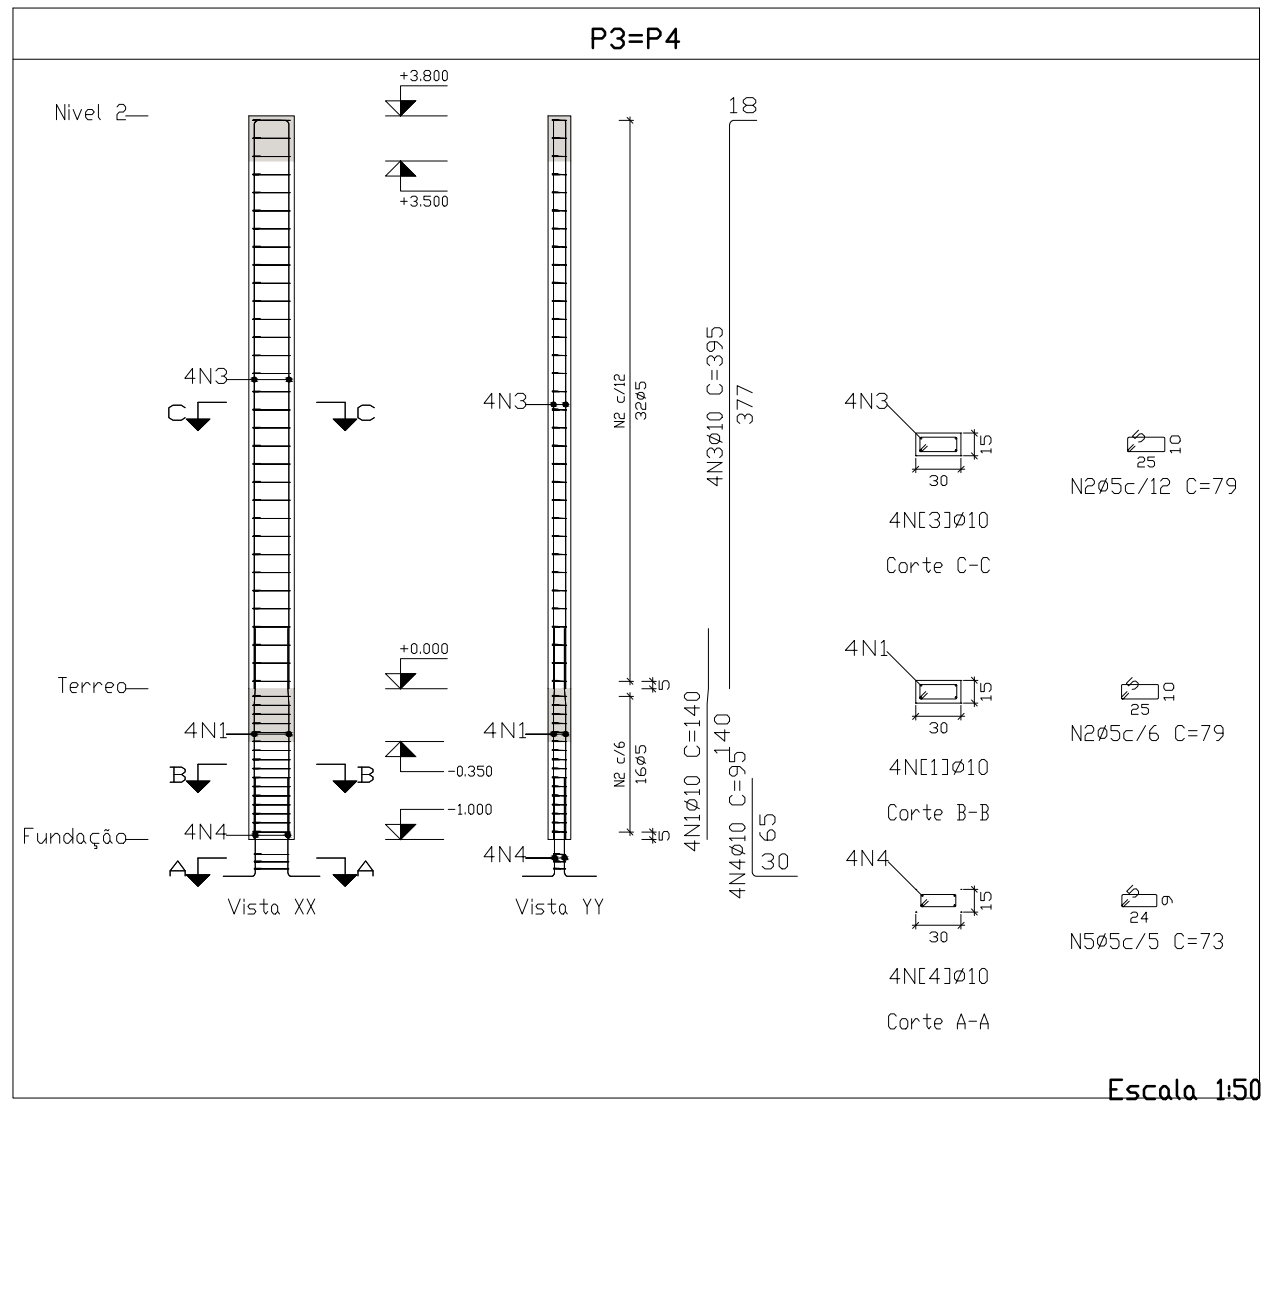 P3=P4
+3.800
Nivel 2
18
+3.500
4N3
C
C
4N3
N2 c/12
32ø5
4N3ø10 C=395
377
4N3
15
30
4N[3]ø10
Corte C-C
5
10
25
N2ø5c/12 C=79
+0.000
Terreo
5
4N1
4N1
-0.350
B
B
N2 c/6
16ø5
4N1ø10 C=140
140
4N1
15
30
4N[1]ø10
Corte B-B
5
10
25
N2ø5c/6 C=79
-1.000
Fundação
4N4
5
4N4
A
A
4N4ø10 C=95
65
30
Vista XX
Vista YY
4N4
15
30
4N[4]ø10
Corte A-A
5
9
24
N5ø5c/5 C=73
Escala 1:50